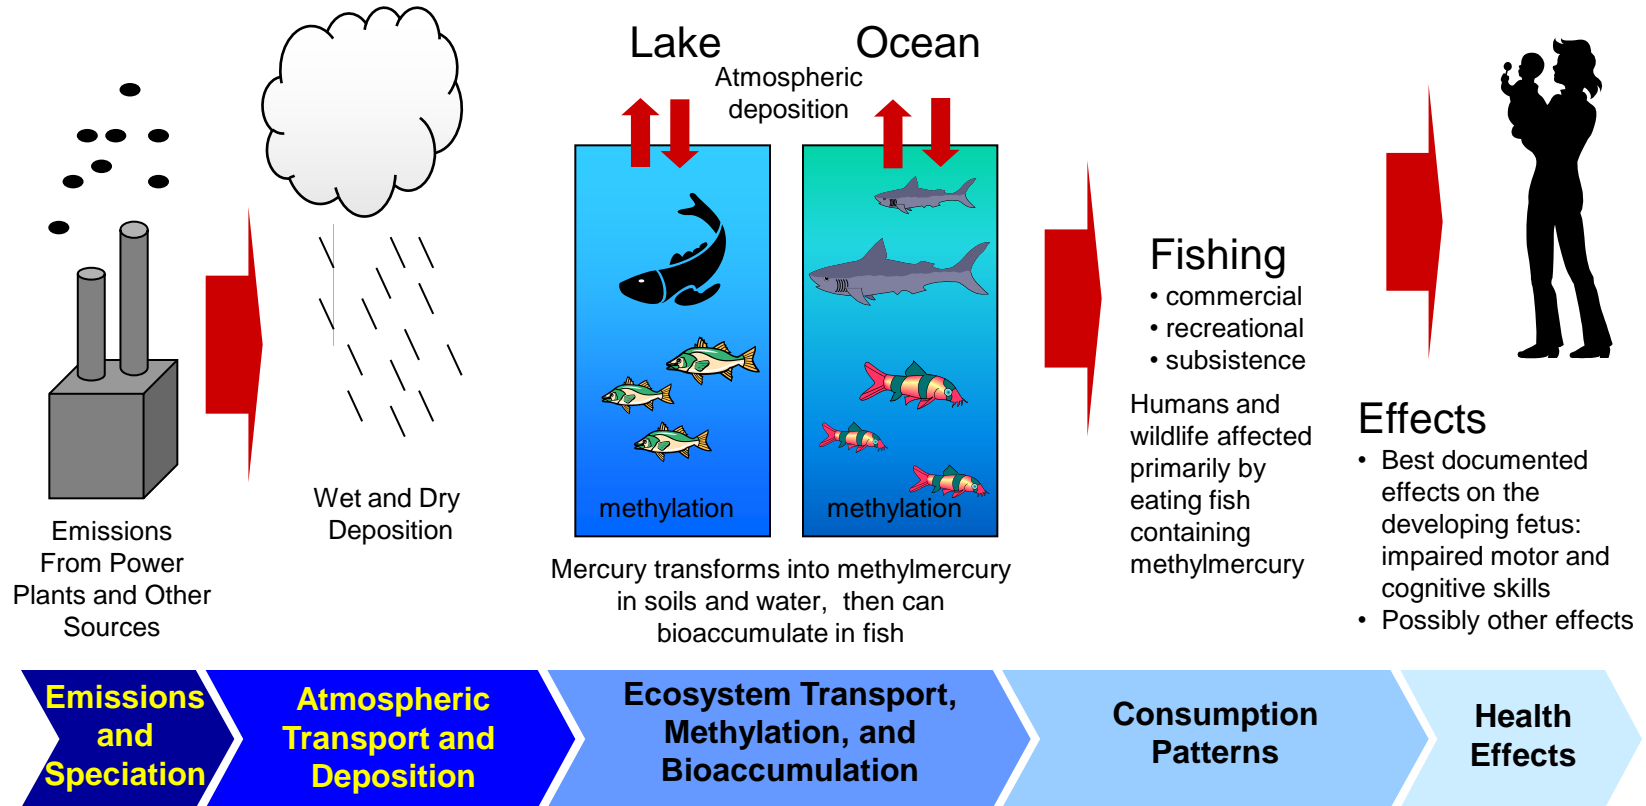 Emissions
From Power
Plants and Other
Sources
Wet and Dry
Deposition
Lake
Ocean
Atmospheric
deposition
methylation
methylation
Mercury transforms into methylmercury
in soils and water, then can
bioaccumulate in fish
Fishing
• commercial
• recreational
• subsistence
Humans and
wildlife affected
primarily by
eating fish
containing
methylmercury
Effects
• Best documented
effects on the
developing fetus:
impaired motor and
cognitive skills
• Possibly other effects
Emissions
and
Speciation
Atmospheric
Transport and
Deposition
Ecosystem Transport,
Methylation, and
Bioaccumulation
Consumption
Patterns
Health
Effects